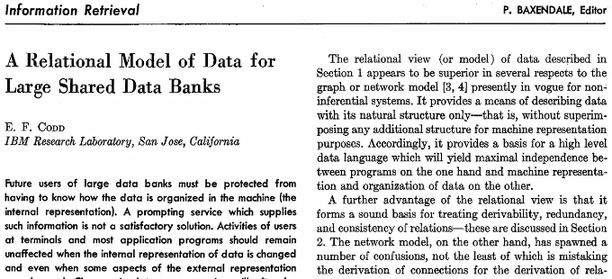 Information Retrieval
P. BAXENDALE, Editor
A Relational Model of Data for
Large Shared Data Banks
E. F. CODD
IBM Research Laboratory, San Jose, California
Future users of large data banks must be protected from
having to know how the data is organized in the machine (the
internal representation). A prompting service which supplies
such information is not a satisfactory solution. Activities of users
at terminals and most application programs should remain
unaffected when the internal representation of data is changed
and even when some aspects of the external representation
The relational view (or model) of data described in
Section 1 appears to be superior in several respects to the
graph or network model [3, 4] presently in vogue for non-
inferential systems. It provides a means of describing data
with its natural structure only—that is, without superim-
posing any additional structure for machine representation
purposes. Accordingly, it provides a basis for a high level
data language which will yield maximal independence be-
tween programs on the one hand and machine representa-
tion and organization of data on the other.
A further advantage of the relational view is that it
forms a sound basis for treating derivability, redundancy,
and consistency of relations—these are discussed in Section
2. The network model, on the other hand, has spawned a
number of confusions, not the least of which is mistaking
the derivation of connections for the derivation of rel-